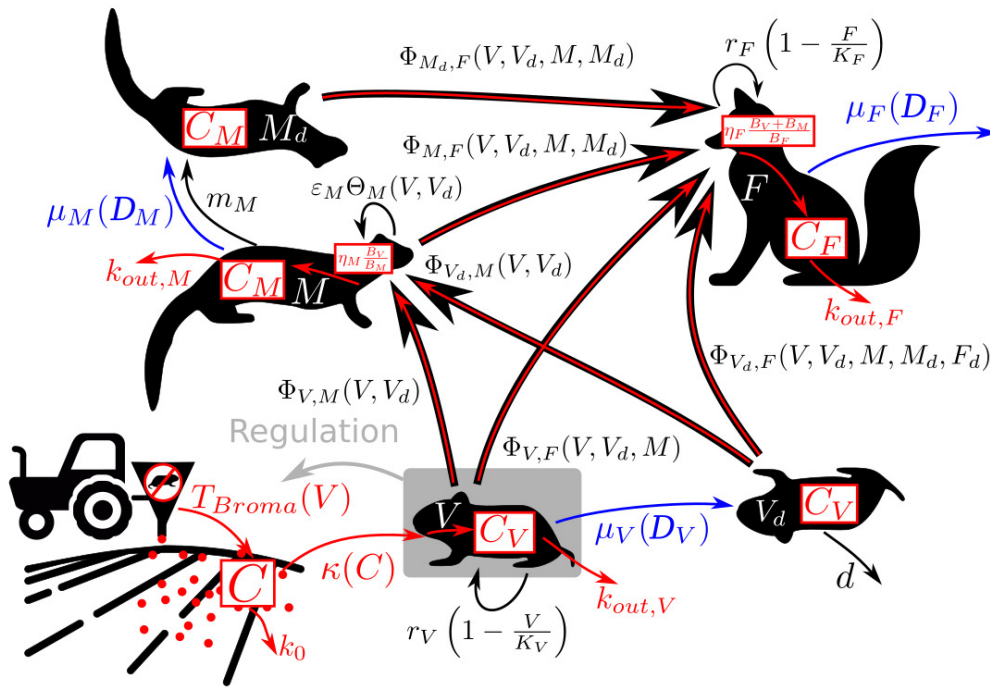 Φ_{M_d,F}(V, V_d, M, M_d)
r_F (1 − F/K_F)
C_M M_d
η_F (B_V+B_M)/B_F
μ_F(D_F)
Φ_{M,F}(V, V_d, M, M_d)
ε_MΘ_M(V, V_d)
F
m_M
μ_M(D_M)
C_F
k_{out,M}
C_M M
η_M B_V/B_M
Φ_{V_d,M}(V, V_d)
k_{out,F}
Φ_{V_d,F}(V, V_d, M, M_d, F_d)
Φ_{V,M}(V, V_d)
Regulation
Φ_{V,F}(V, V_d, M)
T_{Broma}(V)
V C_V
μ_V(D_V)
V_d C_V
C
κ(C)
k_{out,V}
d
k_0
r_V (1 − V/K_V)